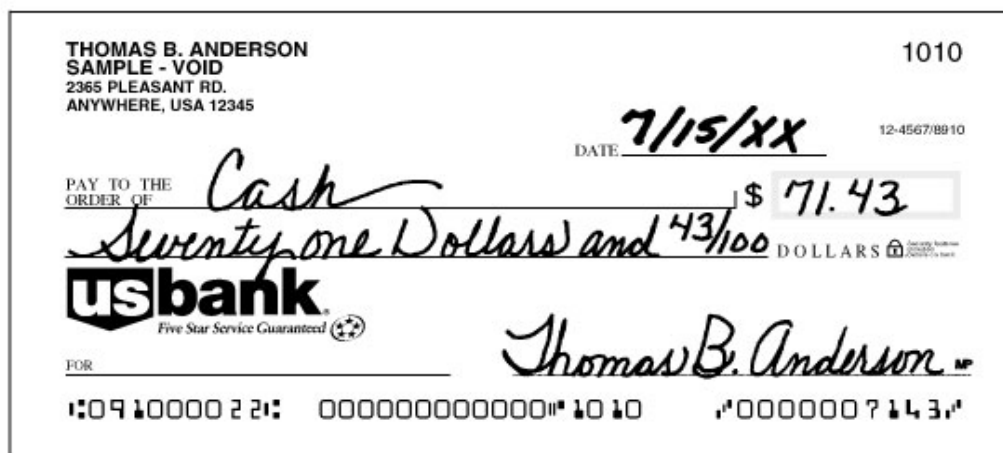 THOMAS B. ANDERSON
SAMPLE - VOID
2365 PLEASANT RD.
ANYWHERE, USA 12345
1010
12-4567/8910
DATE 7/15/XX
PAY TO THE
ORDER OF Cash $ 71.43
Seventy one Dollars and 43/100 DOLLARS
usbank.
Five Star Service Guaranteed
FOR Thomas B. Anderson MP
⑆091000022⑆ 000000000000⑈1010 ⑇0000007143⑇